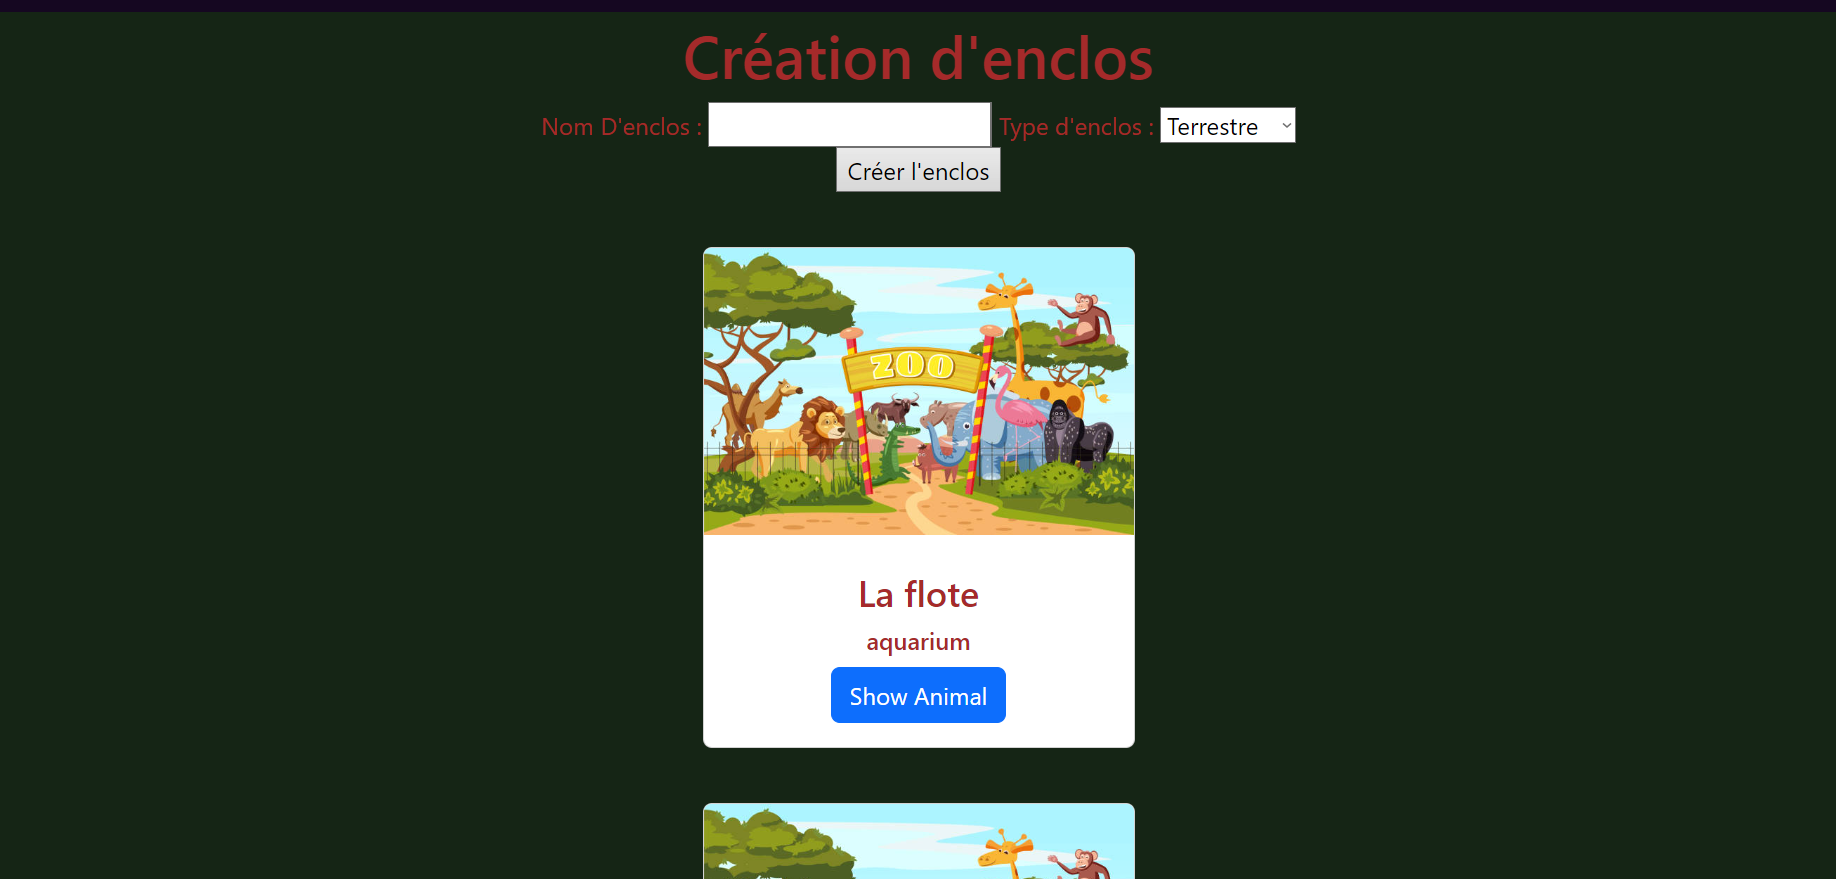 Création d'enclos
Nom D'enclos : Type d'enclos : Terrestre
Créer l'enclos
ZOO
La flote
aquarium
Show Animal